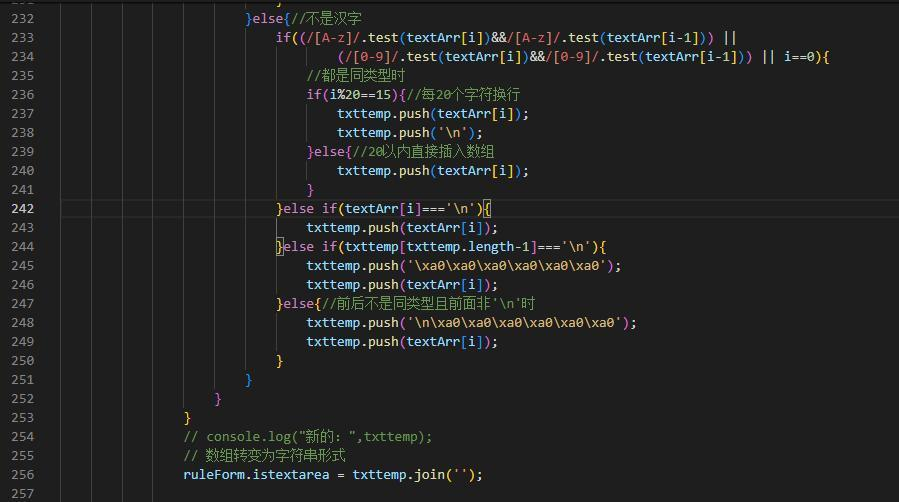 232 }else{//不是汉字
233 if((/[A-z]/.test(textArr[i])&&/[A-z]/.test(textArr[i-1])) ||
234 (/[0-9]/.test(textArr[i])&&/[0-9]/.test(textArr[i-1])) || i==0){
235 //都是同类型时
236 if(i%20==15){//每20个字符换行
237 txttemp.push(textArr[i]);
238 txttemp.push('\n');
239 }else{//20以内直接插入数组
240 txttemp.push(textArr[i]);
241 }
242 }else if(textArr[i]==='\n'){
243 txttemp.push(textArr[i]);
244 }else if(txttemp[txttemp.length-1]==='\n'){
245 txttemp.push('\xa0\xa0\xa0\xa0\xa0\xa0');
246 txttemp.push(textArr[i]);
247 }else{//前后不是同类型且前面非'\n'时
248 txttemp.push('\n\xa0\xa0\xa0\xa0\xa0\xa0');
249 txttemp.push(textArr[i]);
250 }
251 }
252 }
253 }
254 // console.log("新的：",txttemp);
255 // 数组转变为字符串形式
256 ruleForm.istextarea = txttemp.join('');
257